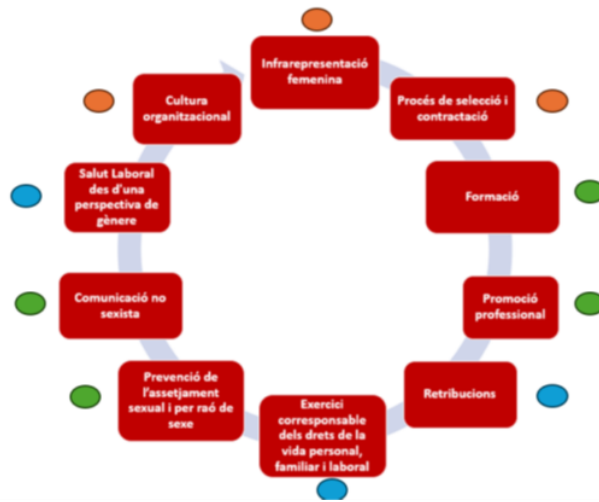 Infrarepresentació
femenina
Procés de selecció i
contractació
Formació
Promoció
professional
Retribucions
Exercici
corresponsable
dels drets de la
vida personal,
familiar i laboral
Prevenció de
l'assetjament
sexual i per raó de
sexe
Comunicació no
sexista
Salut Laboral
des d'una
perspectiva de
gènere
Cultura
organitzacional